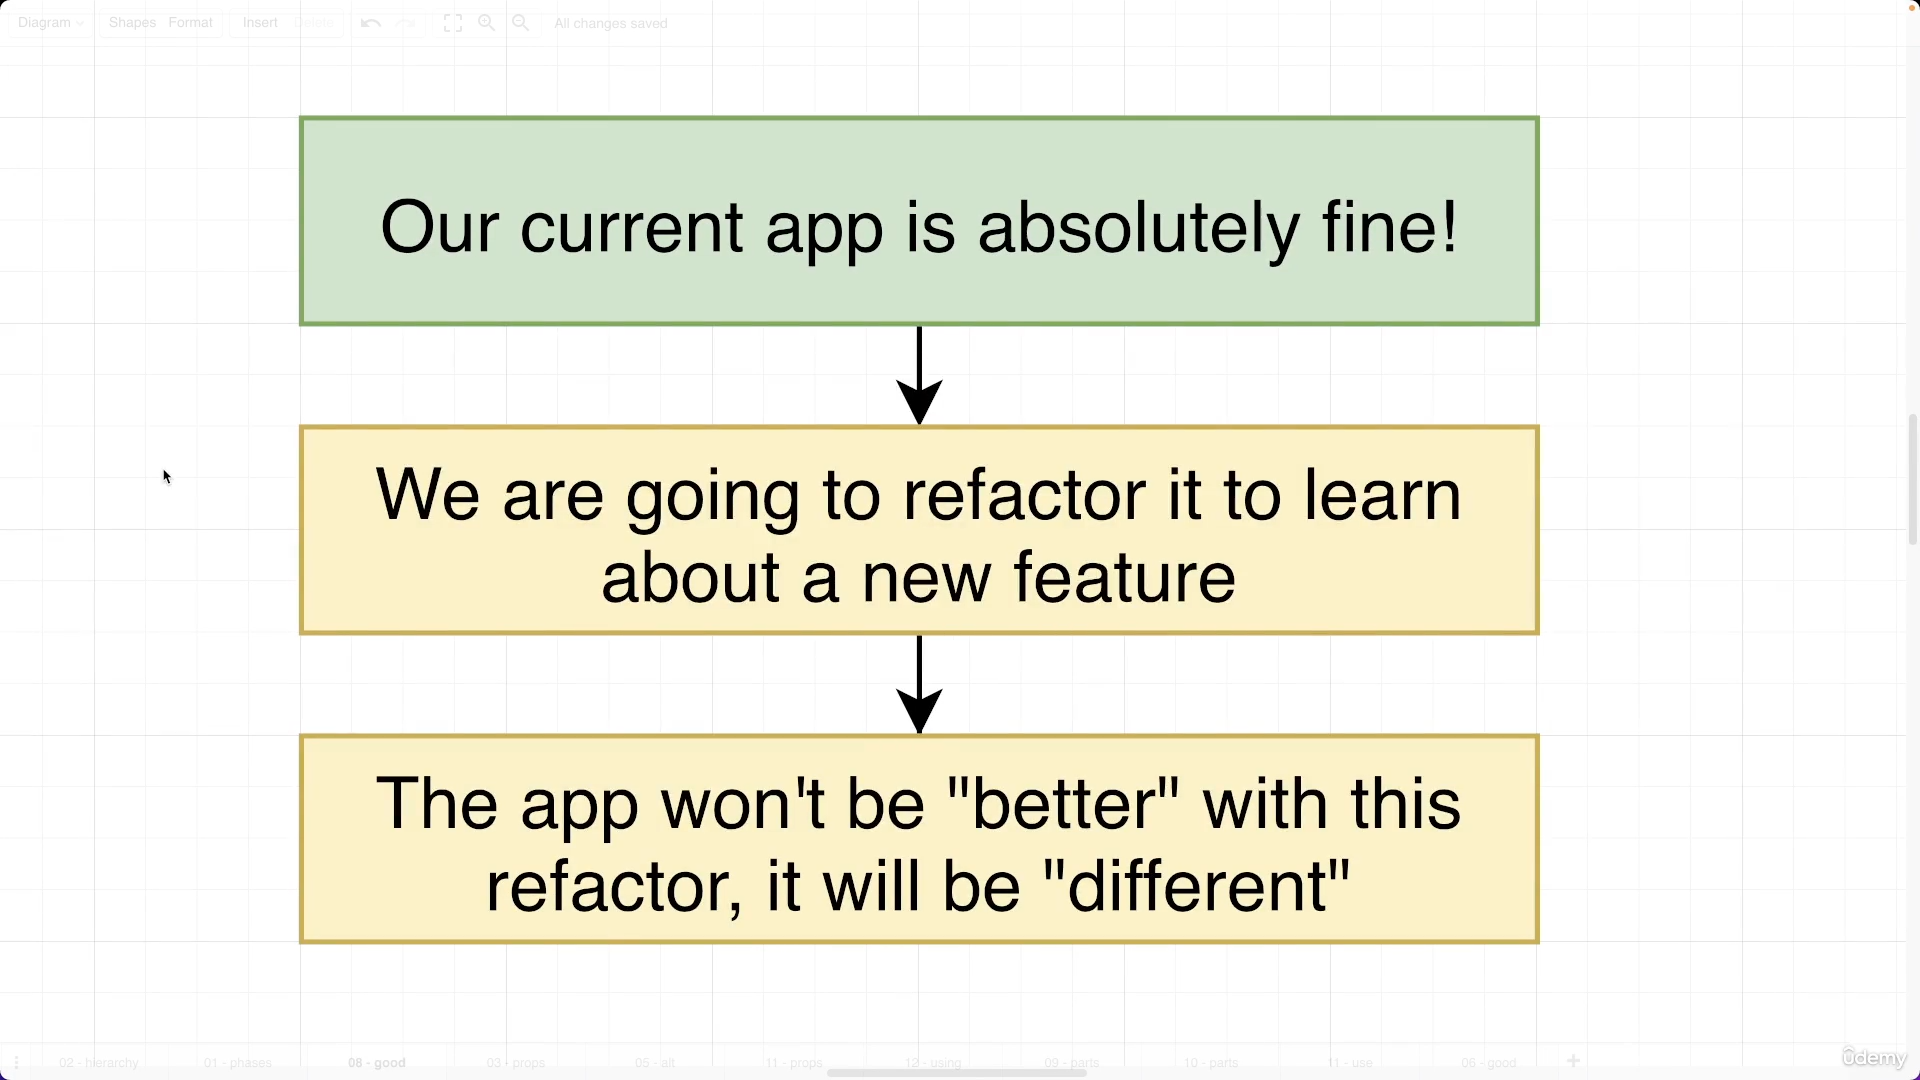 Diagram Shapes Format Insert Delete All changes saved
Our current app is absolutely fine!
We are going to refactor it to learn
about a new feature
The app won't be "better" with this
refactor, it will be "different"
02 - hierarchy 01 - phases 08 - good 03 - props 05 - alt 11 - props 12 - using 09 - parts 10 - parts 11 - use 06 - good
ûdemy